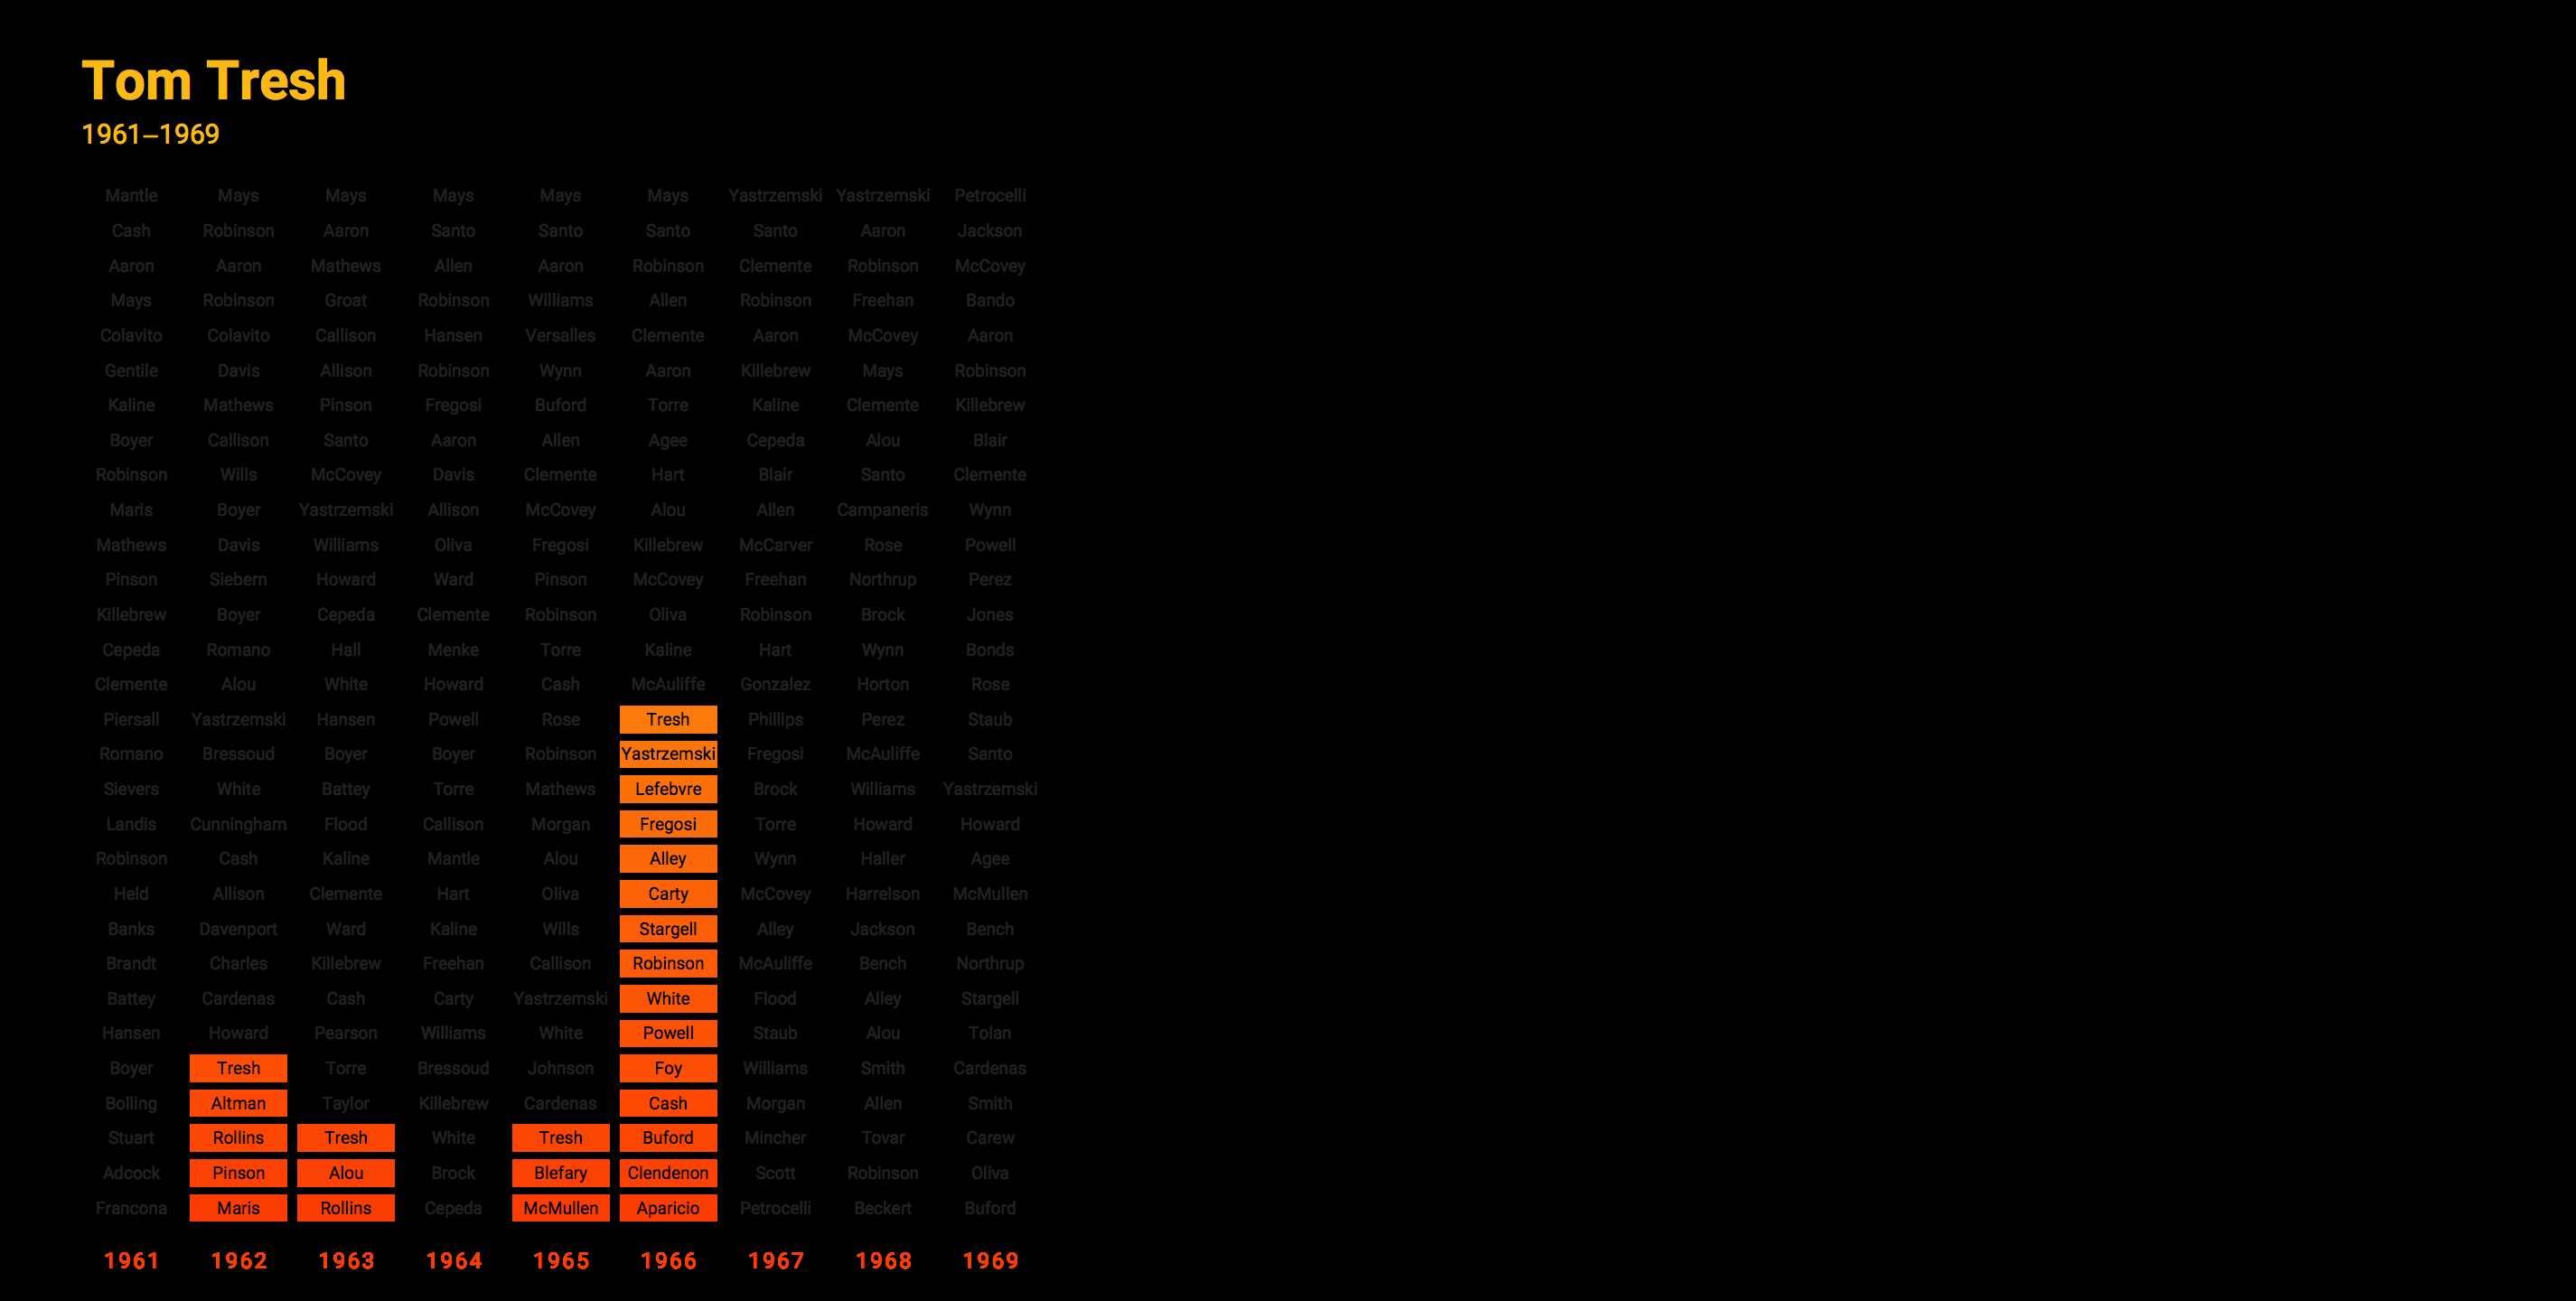 Tom Tresh
1961–1969
Mantle Mays Mays Mays Mays Mays Yastrzemski Yastrzemski Petrocelli
Cash Robinson Aaron Santo Santo Santo Santo Aaron Jackson
Aaron Aaron Mathews Allen Aaron Robinson Clemente Robinson McCovey
Mays Robinson Groat Robinson Williams Allen Robinson Freehan Bando
Colavito Colavito Callison Hansen Versalles Clemente Aaron McCovey Aaron
Gentile Davis Allison Robinson Wynn Aaron Killebrew Mays Robinson
Kaline Mathews Pinson Fregosi Buford Torre Kaline Clemente Killebrew
Boyer Callison Santo Aaron Allen Agee Cepeda Alou Blair
Robinson Wills McCovey Davis Clemente Hart Blair Santo Clemente
Maris Boyer Yastrzemski Allison McCovey Alou Allen Campaneris Wynn
Mathews Davis Williams Oliva Fregosi Killebrew McCarver Rose Powell
Pinson Siebern Howard Ward Pinson McCovey Freehan Northrup Perez
Killebrew Boyer Cepeda Clemente Robinson Oliva Robinson Brock Jones
Cepeda Romano Hall Menke Torre Kaline Hart Wynn Bonds
Clemente Alou White Howard Cash McAuliffe Gonzalez Horton Rose
Piersall Yastrzemski Hansen Powell Rose Tresh Phillips Perez Staub
Romano Bressoud Boyer Boyer Robinson Yastrzemski Fregosi McAuliffe Santo
Sievers White Battey Torre Mathews Lefebvre Brock Williams Yastrzemski
Landis Cunningham Flood Callison Morgan Fregosi Torre Howard Howard
Robinson Cash Kaline Mantle Alou Alley Wynn Haller Agee
Held Allison Clemente Hart Oliva Carty McCovey Harrelson McMullen
Banks Davenport Ward Kaline Wills Stargell Alley Jackson Bench
Brandt Charles Killebrew Freehan Callison Robinson McAuliffe Bench Northrup
Battey Cardenas Cash Carty Yastrzemski White Flood Alley Stargell
Hansen Howard Pearson Williams White Powell Staub Alou Tolan
Boyer Tresh Torre Bressoud Johnson Foy Williams Smith Cardenas
Bolling Altman Taylor Killebrew Cardenas Cash Morgan Allen Smith
Stuart Rollins Tresh White Tresh Buford Mincher Tovar Carew
Adcock Pinson Alou Brock Blefary Clendenon Scott Robinson Oliva
Francona Maris Rollins Cepeda McMullen Aparicio Petrocelli Beckert Buford
1961 1962 1963 1964 1965 1966 1967 1968 1969